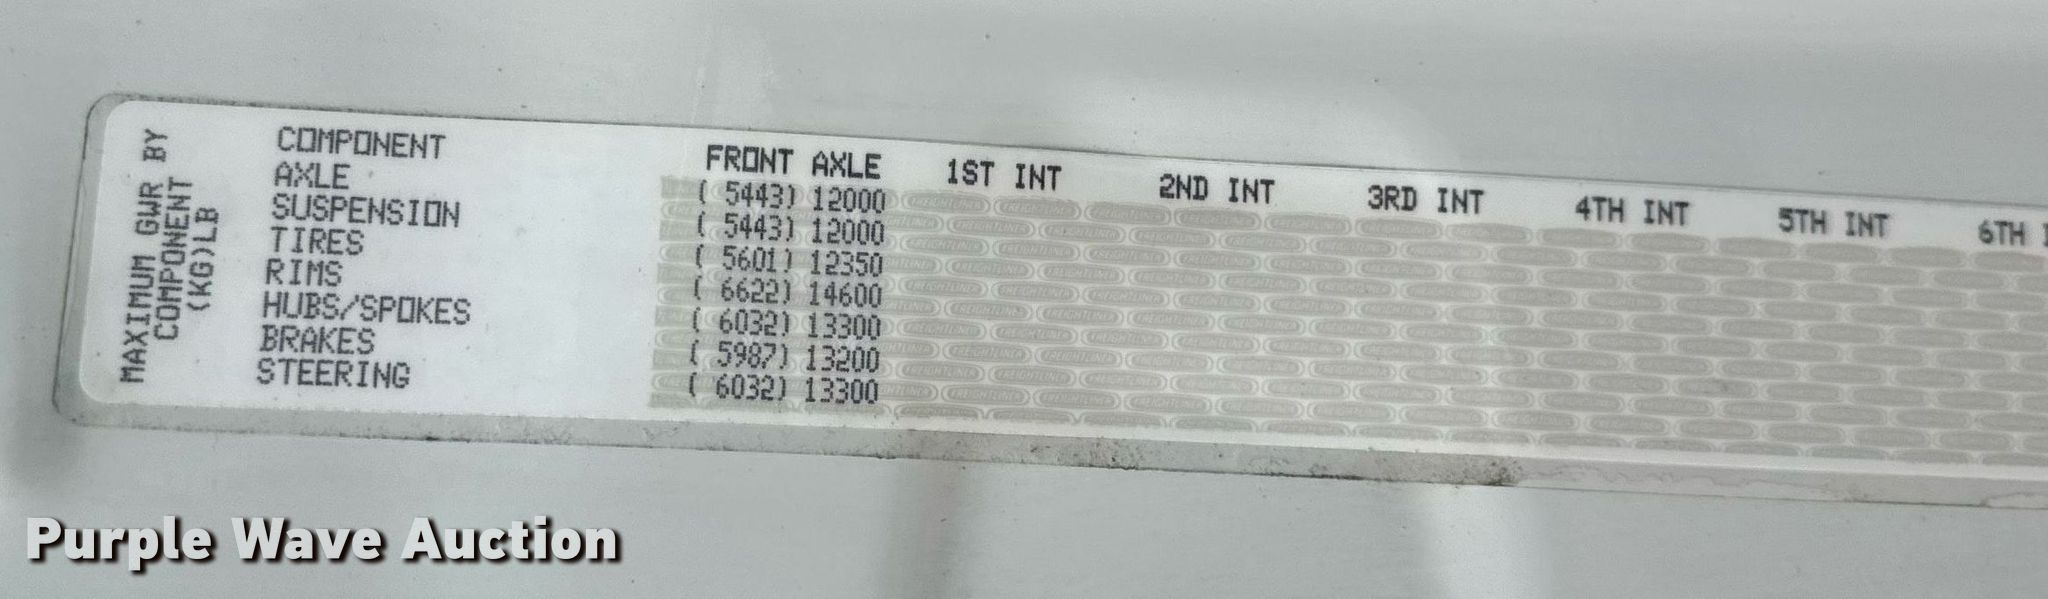 MAXIMUM GWR BY
COMPONENT
(KG)LB
COMPONENT FRONT AXLE 1ST INT 2ND INT 3RD INT 4TH INT 5TH INT 6TH
AXLE ( 5443) 12000
SUSPENSION ( 5443) 12000
TIRES ( 5601) 12350
RIMS ( 6622) 14600
HUBS/SPOKES ( 6032) 13300
BRAKES ( 5987) 13200
STEERING ( 6032) 13300
FREIGHTLINER
Purple Wave Auction